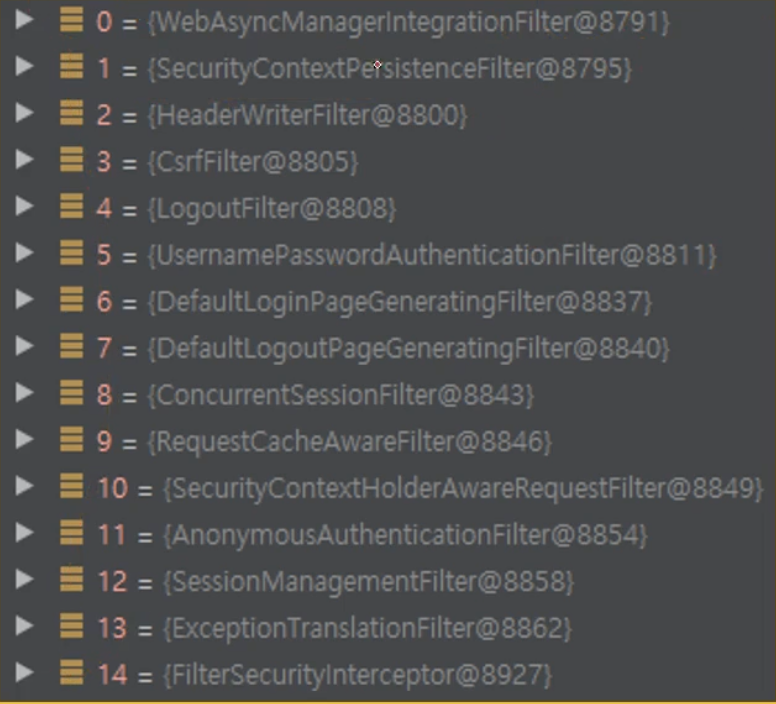 0 = {WebAsyncManagerIntegrationFilter@8791}
1 = {SecurityContextPersistenceFilter@8795}
2 = {HeaderWriterFilter@8800}
3 = {CsrfFilter@8805}
4 = {LogoutFilter@8808}
5 = {UsernamePasswordAuthenticationFilter@8811}
6 = {DefaultLoginPageGeneratingFilter@8837}
7 = {DefaultLogoutPageGeneratingFilter@8840}
8 = {ConcurrentSessionFilter@8843}
9 = {RequestCacheAwareFilter@8846}
10 = {SecurityContextHolderAwareRequestFilter@8849}
11 = {AnonymousAuthenticationFilter@8854}
12 = {SessionManagementFilter@8858}
13 = {ExceptionTranslationFilter@8862}
14 = {FilterSecurityInterceptor@8927}